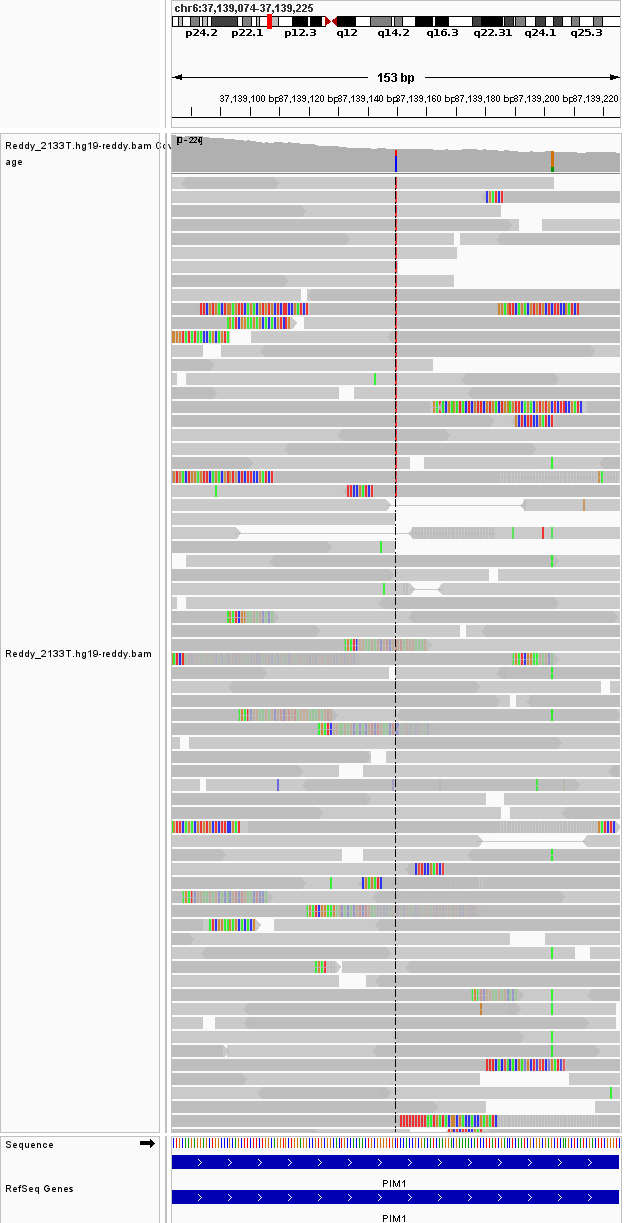 chr6:37,139,074-37,139,225
p24.2 p22.1 p12.3 q12 q14.2 q16.3 q22.31 q24.1 q25.3
153 bp
37,139,100 bp 37,139,120 bp 37,139,140 bp 37,139,160 bp 37,139,180 bp 37,139,200 bp 37,139,220
Reddy_2133T.hg19-reddy.bam Cov
age
[0 - 224]
Reddy_2133T.hg19-reddy.bam
Sequence
PIM1
RefSeq Genes
PIM1